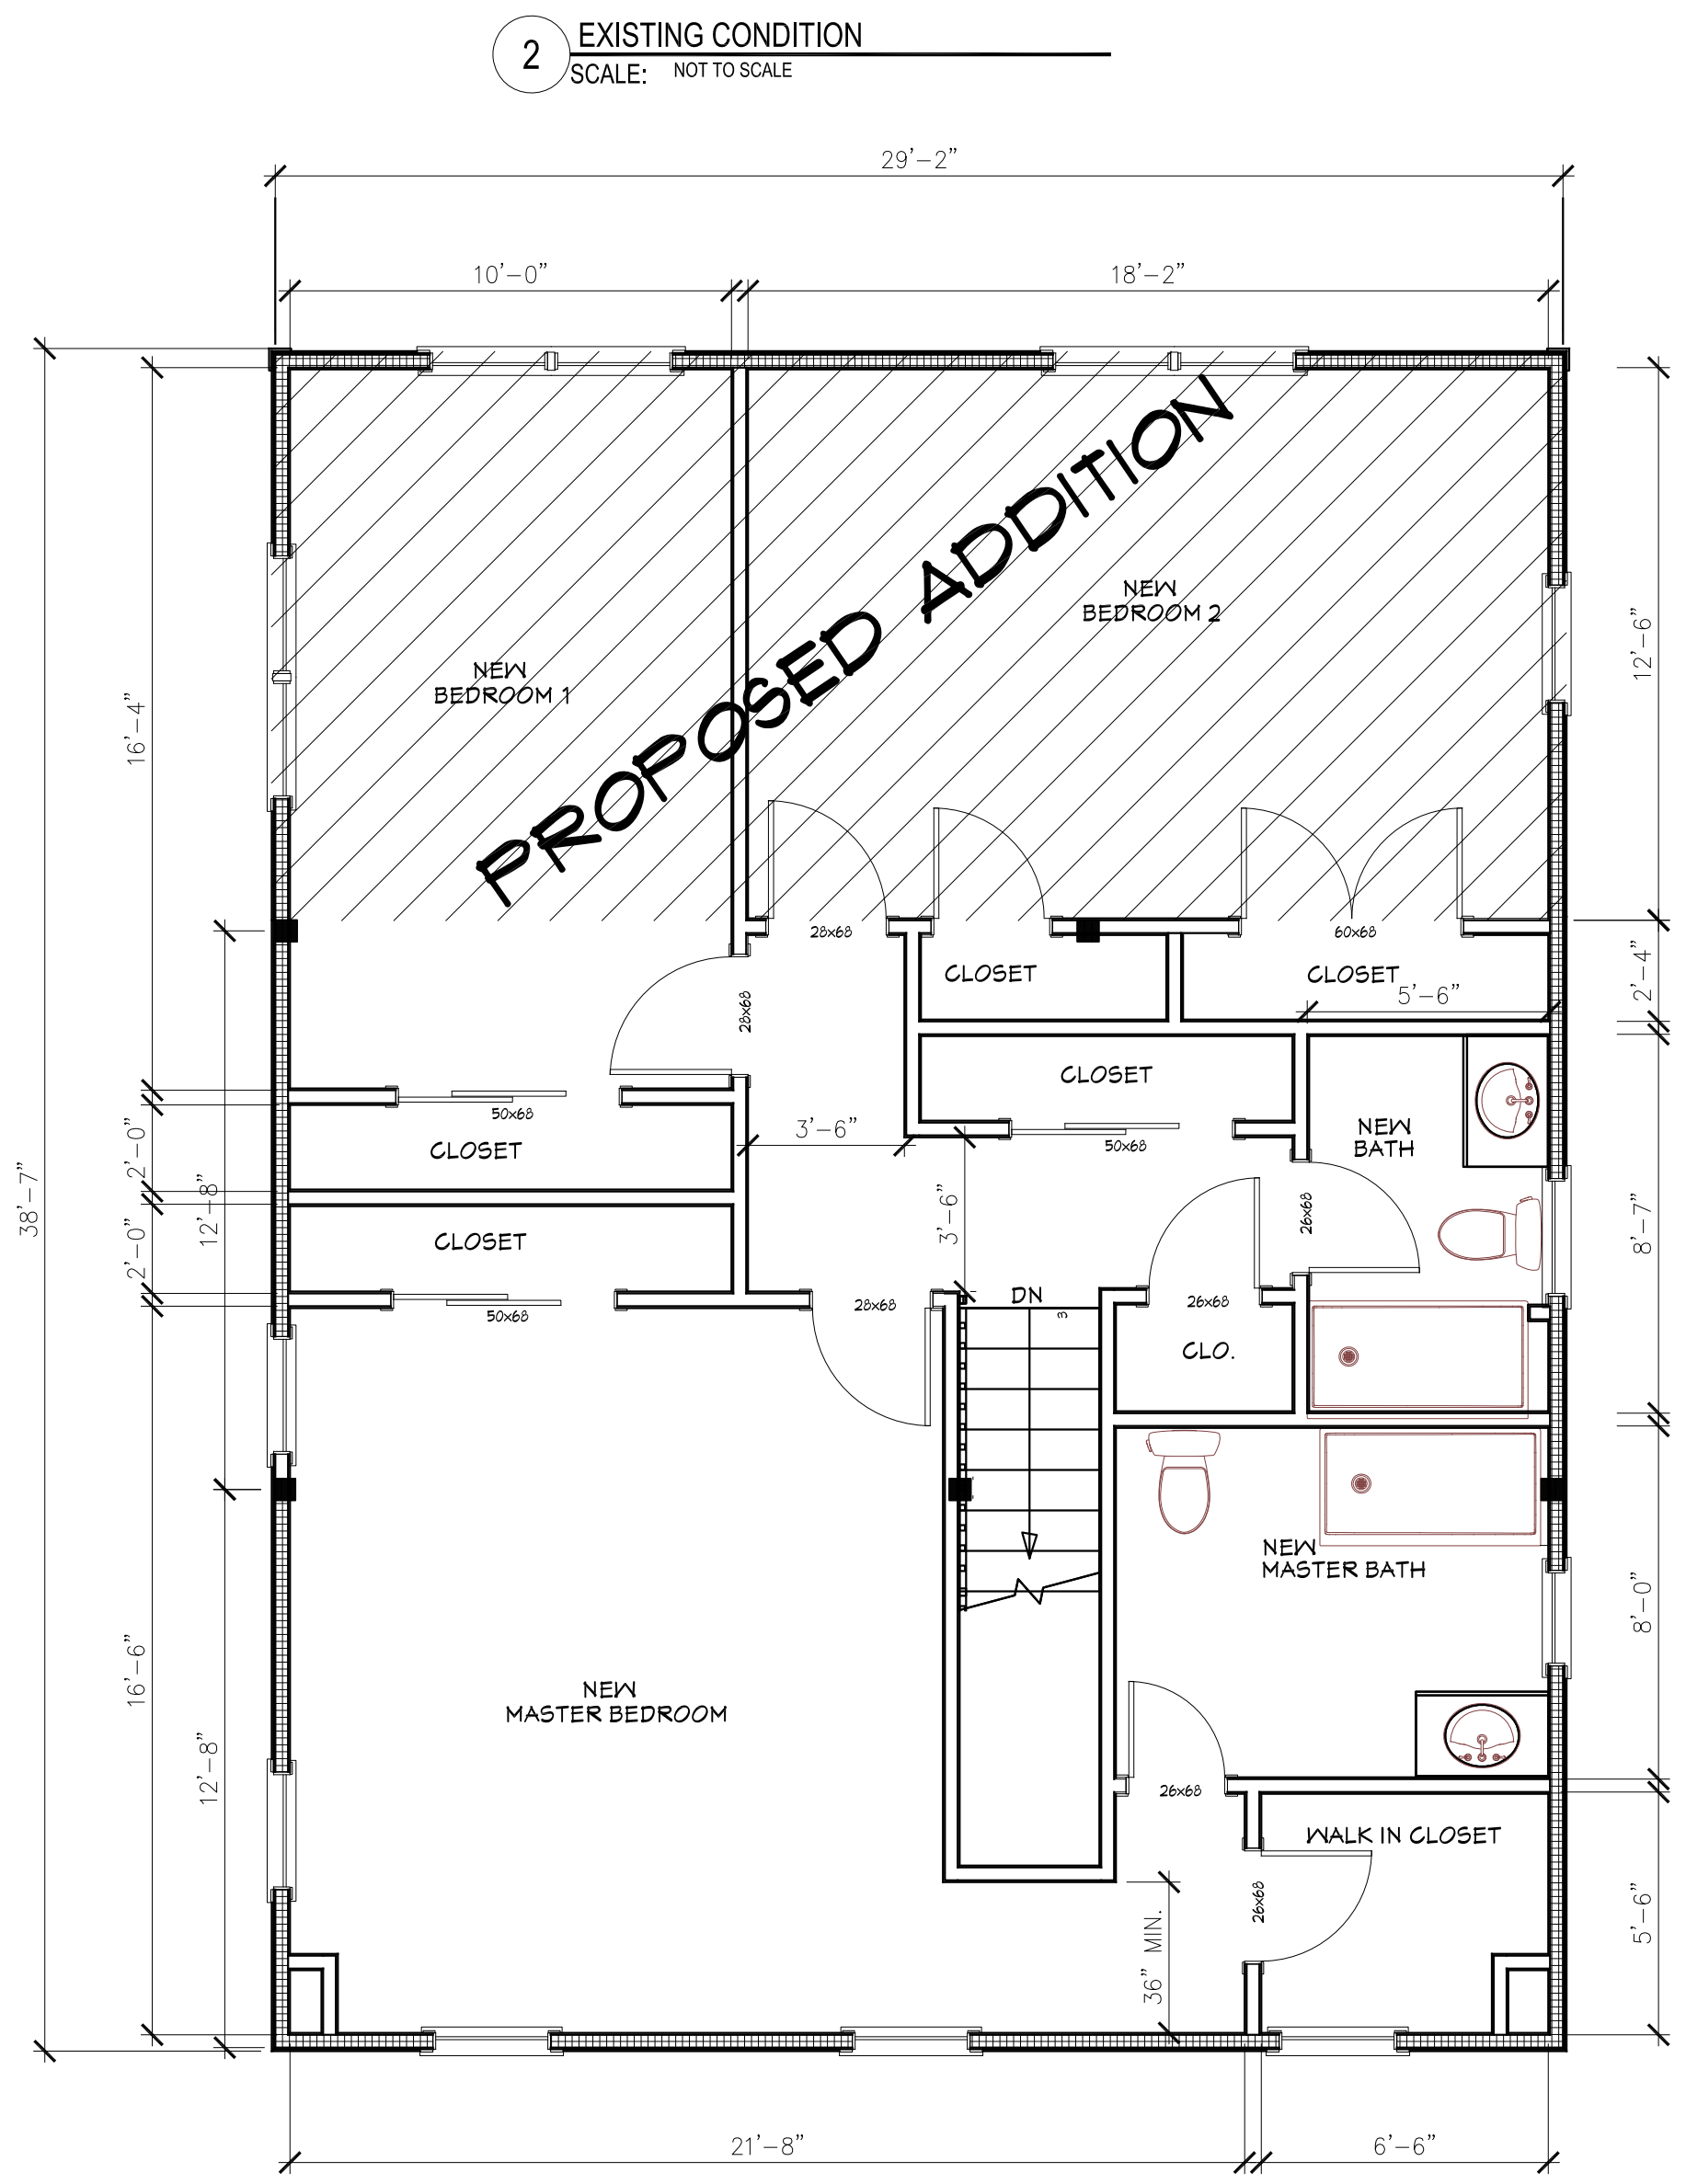 2
EXISTING CONDITION
SCALE: NOT TO SCALE
29'-2"
10'-0"
18'-2"
PROPOSED ADDITION
NEW
BEDROOM 2
NEW
BEDROOM 1
12'-6"
16'-4"
38'-7"
28x68
60x68
CLOSET
CLOSET
2'-4"
5'-6"
28x68
CLOSET
50x68
CLOSET
2'-0"
12'-8"
3'-6"
50x68
NEW
BATH
3'-6"
26x68
8'-7"
CLOSET
2'-0"
50x68
28x68
DN
3
26x68
CLO.
NEW
MASTER BATH
8'-0"
16'-6"
NEW
MASTER BEDROOM
12'-8"
26x68
WALK IN CLOSET
26x68
36" MIN.
5'-6"
21'-8"
6'-6"